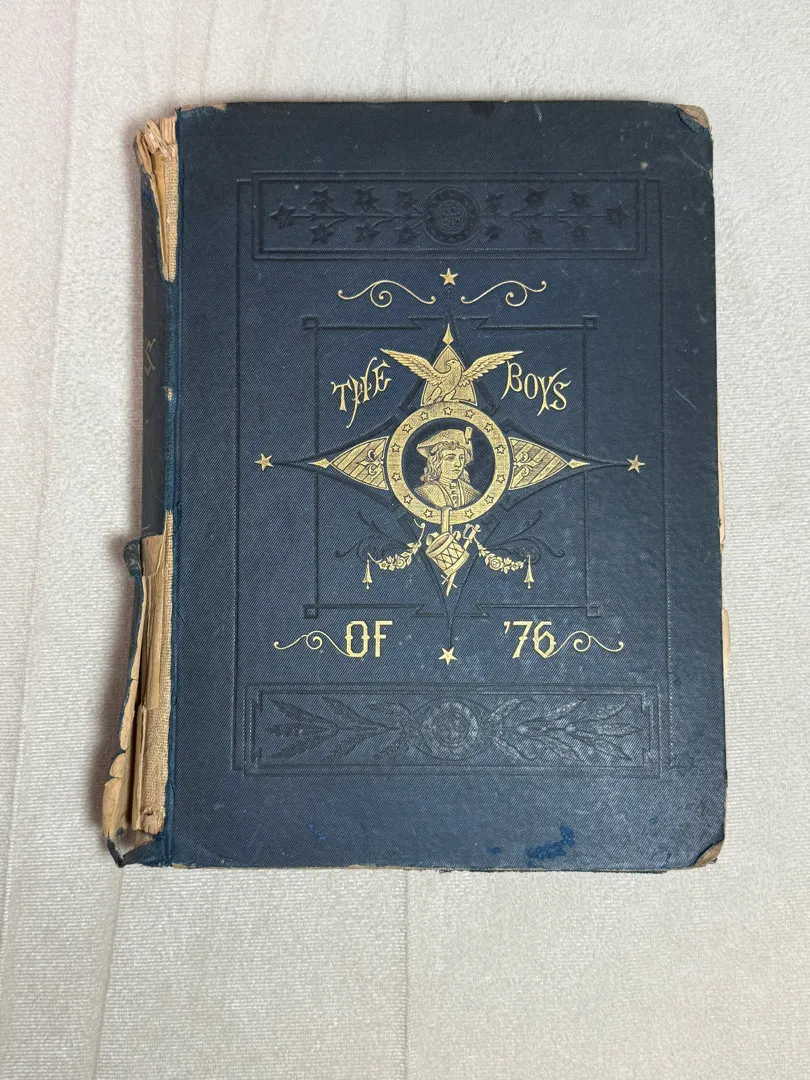 THE BOYS
OF '76